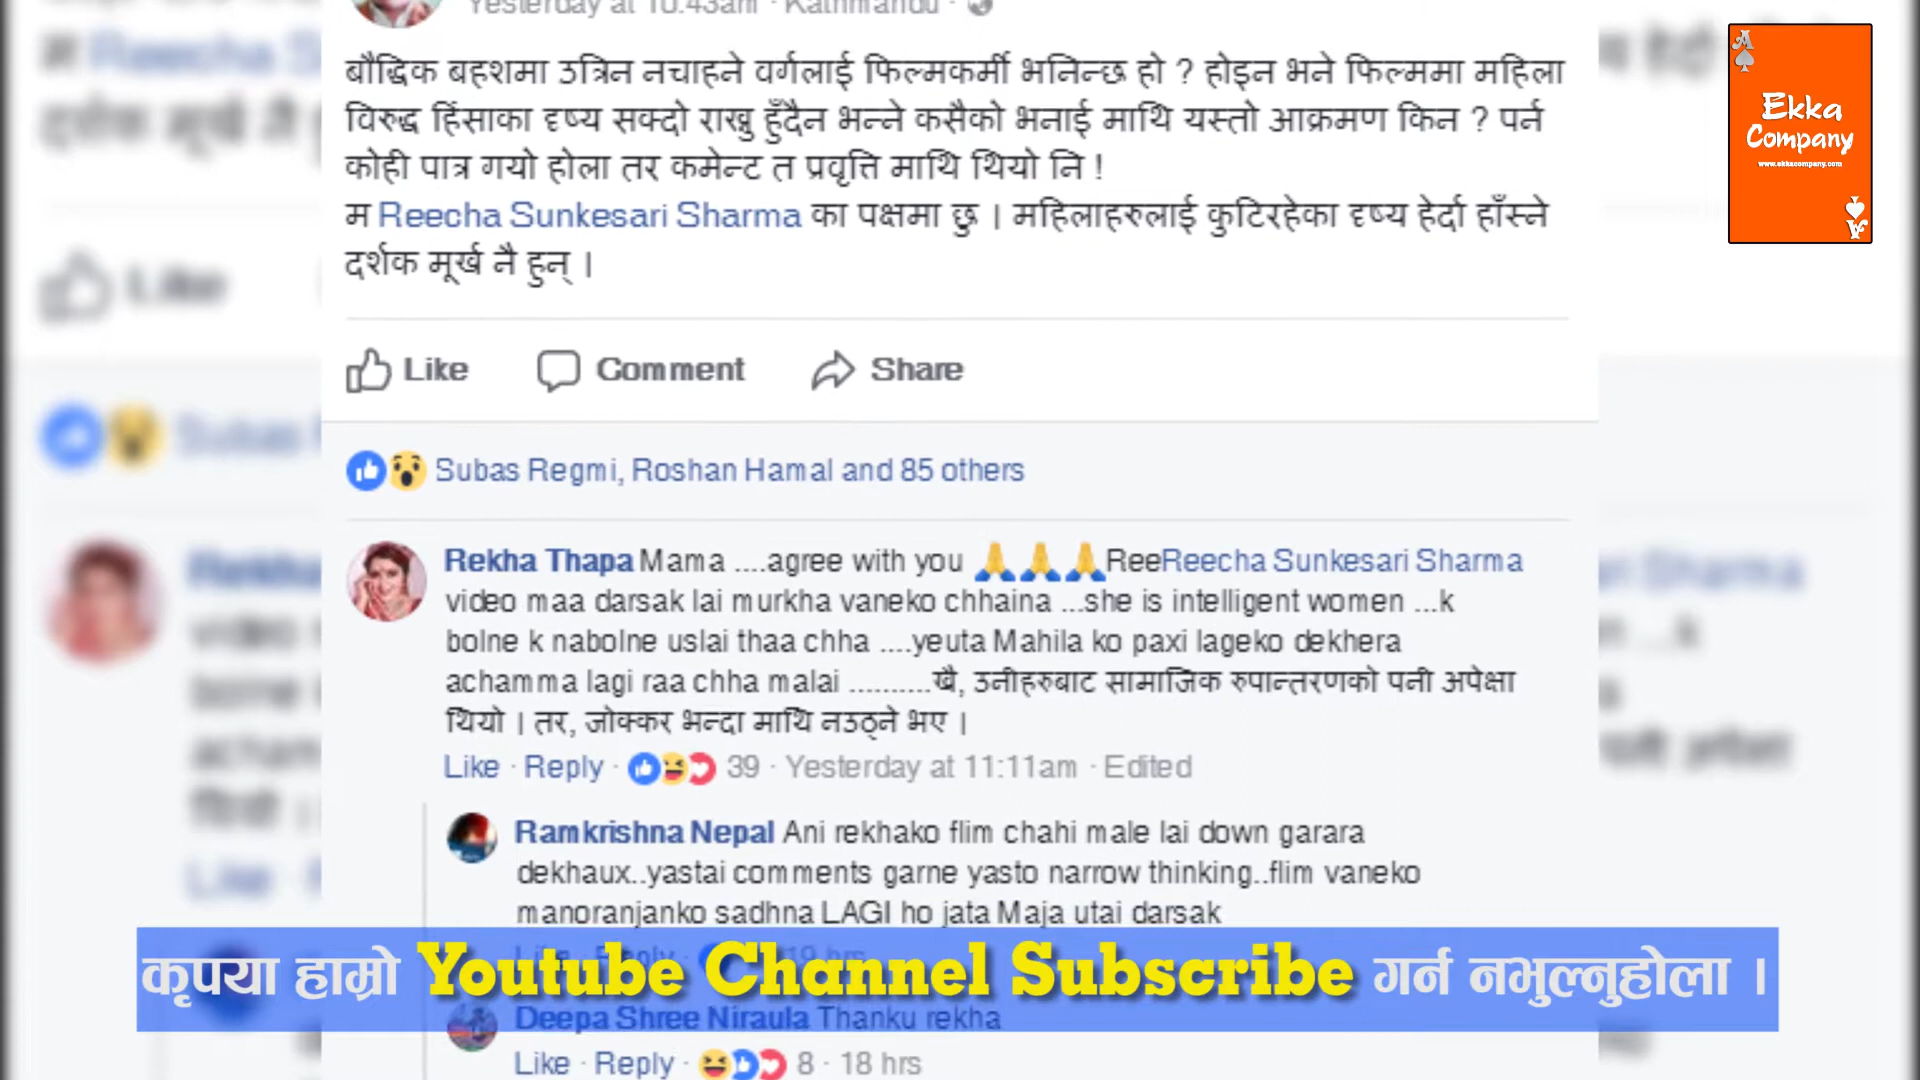 Yesterday at 10:43am · Kathmandu ·
बौद्धिक बहशमा उत्रिन नचाहने वर्गलाई फिल्मकर्मी भनिन्छ हो ? होइन भने फिल्ममा महिला
विरुद्ध हिंसाका दृष्य सक्दो राख्नु हुँदैन भन्ने कसैको भनाई माथि यस्तो आक्रमण किन ? पर्न
कोही पात्र गयो होला तर कमेन्ट त प्रवृत्ति माथि थियो नि !
म Reecha Sunkesari Sharma का पक्षमा छु । महिलाहरुलाई कुटिरहेका दृष्य हेर्दा हाँस्ने
दर्शक मूर्ख नै हुन् ।
Like Comment Share
Subas Regmi, Roshan Hamal and 85 others
Rekha Thapa Mama ....agree with you 🙏🙏🙏ReeReecha Sunkesari Sharma
video maa darsak lai murkha vaneko chhaina ...she is intelligent women ...k
bolne k nabolne uslai thaa chha ....yeuta Mahila ko paxi lageko dekhera
achamma lagi raa chha malai ..........खै, उनीहरुबाट सामाजिक रुपान्तरणको पनी अपेक्षा
थियो । तर, जोक्कर भन्दा माथि नउठ्ने भए ।
Like · Reply · 39 · Yesterday at 11:11am · Edited
Ramkrishna Nepal Ani rekhako flim chahi male lai down garara
dekhaux..yastai comments garne yasto narrow thinking..flim vaneko
manoranjanko sadhna LAGI ho jata Maja utai darsak
Like · Reply · 19 hrs
कृपया हाम्रो Youtube Channel Subscribe गर्न नभुल्नुहोला ।
Deepa Shree Niraula Thanku rekha
Like · Reply · 8 · 18 hrs
A
Ekka
Company
www.ekkacompany.com
A